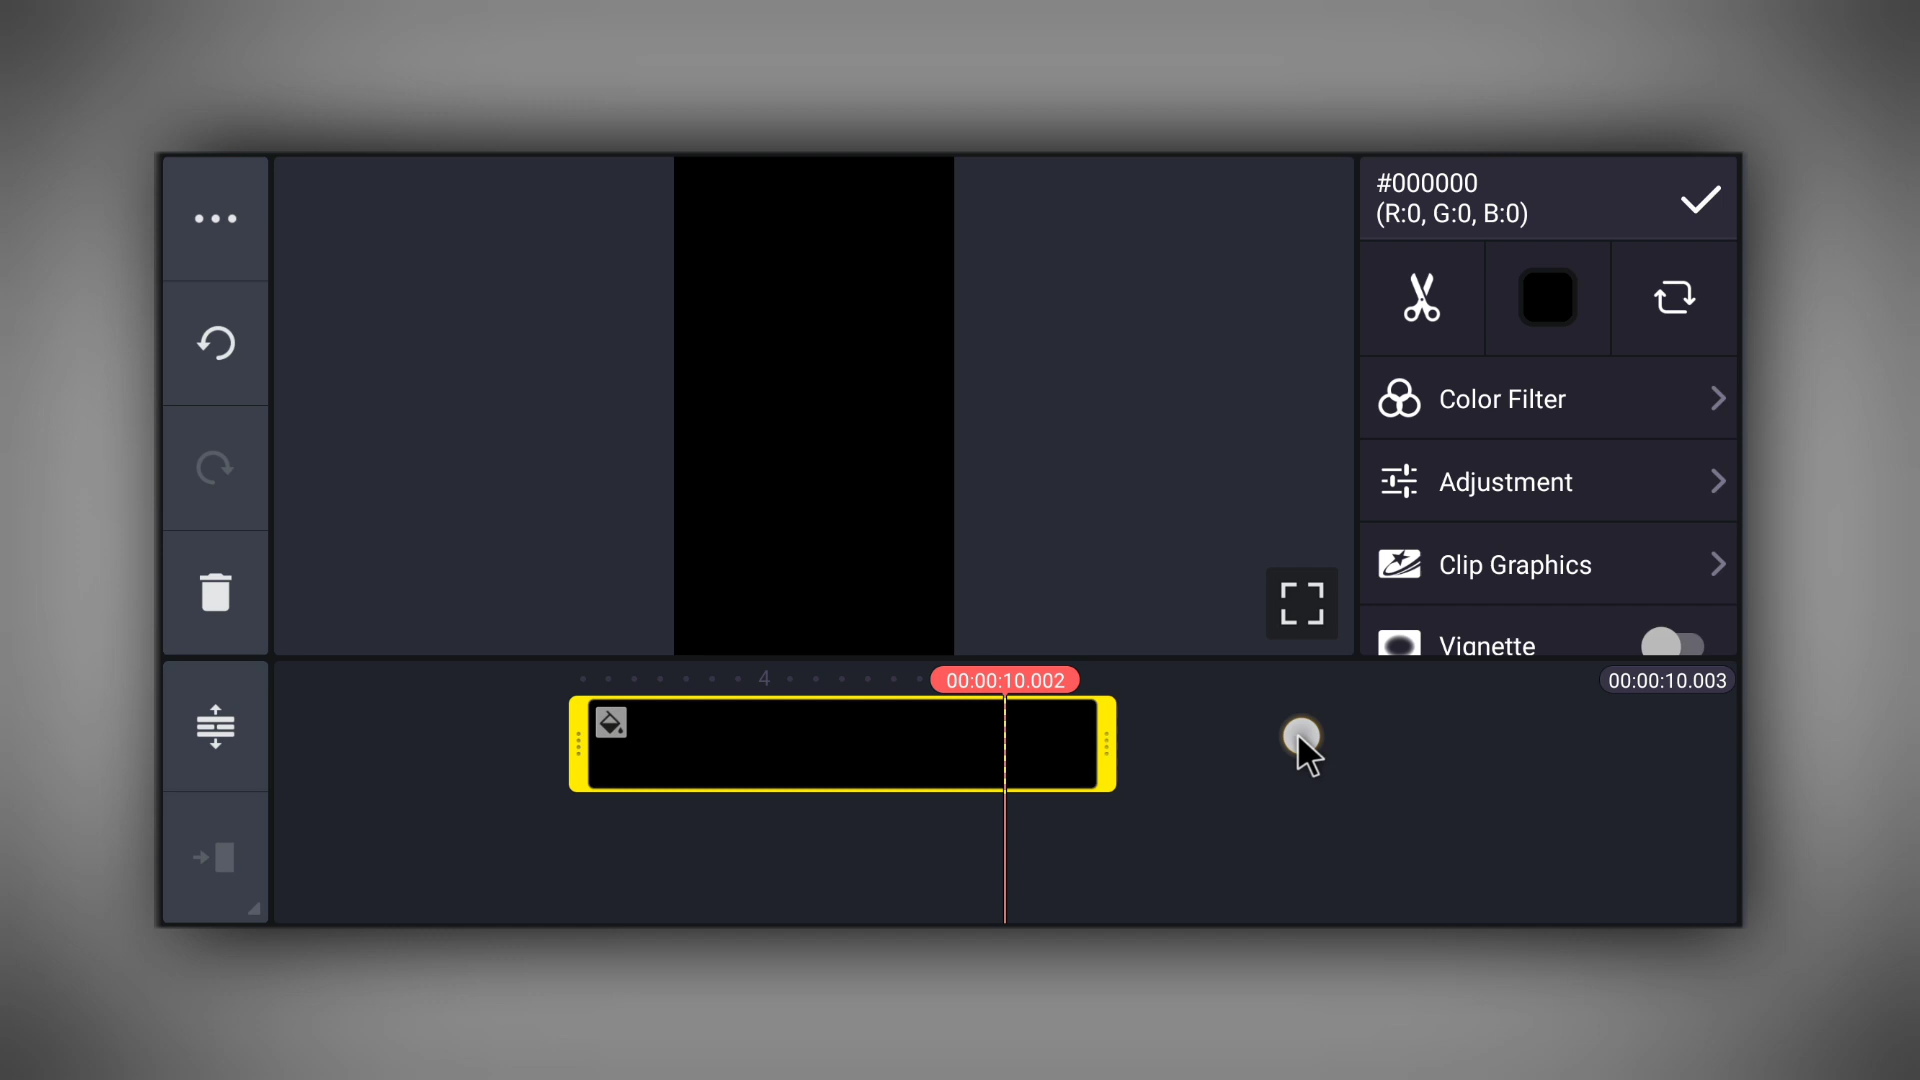 #000000
(R:0, G:0, B:0)
Color Filter
Adjustment
Clip Graphics
Vignette
4
00:00:10.002
00:00:10.003